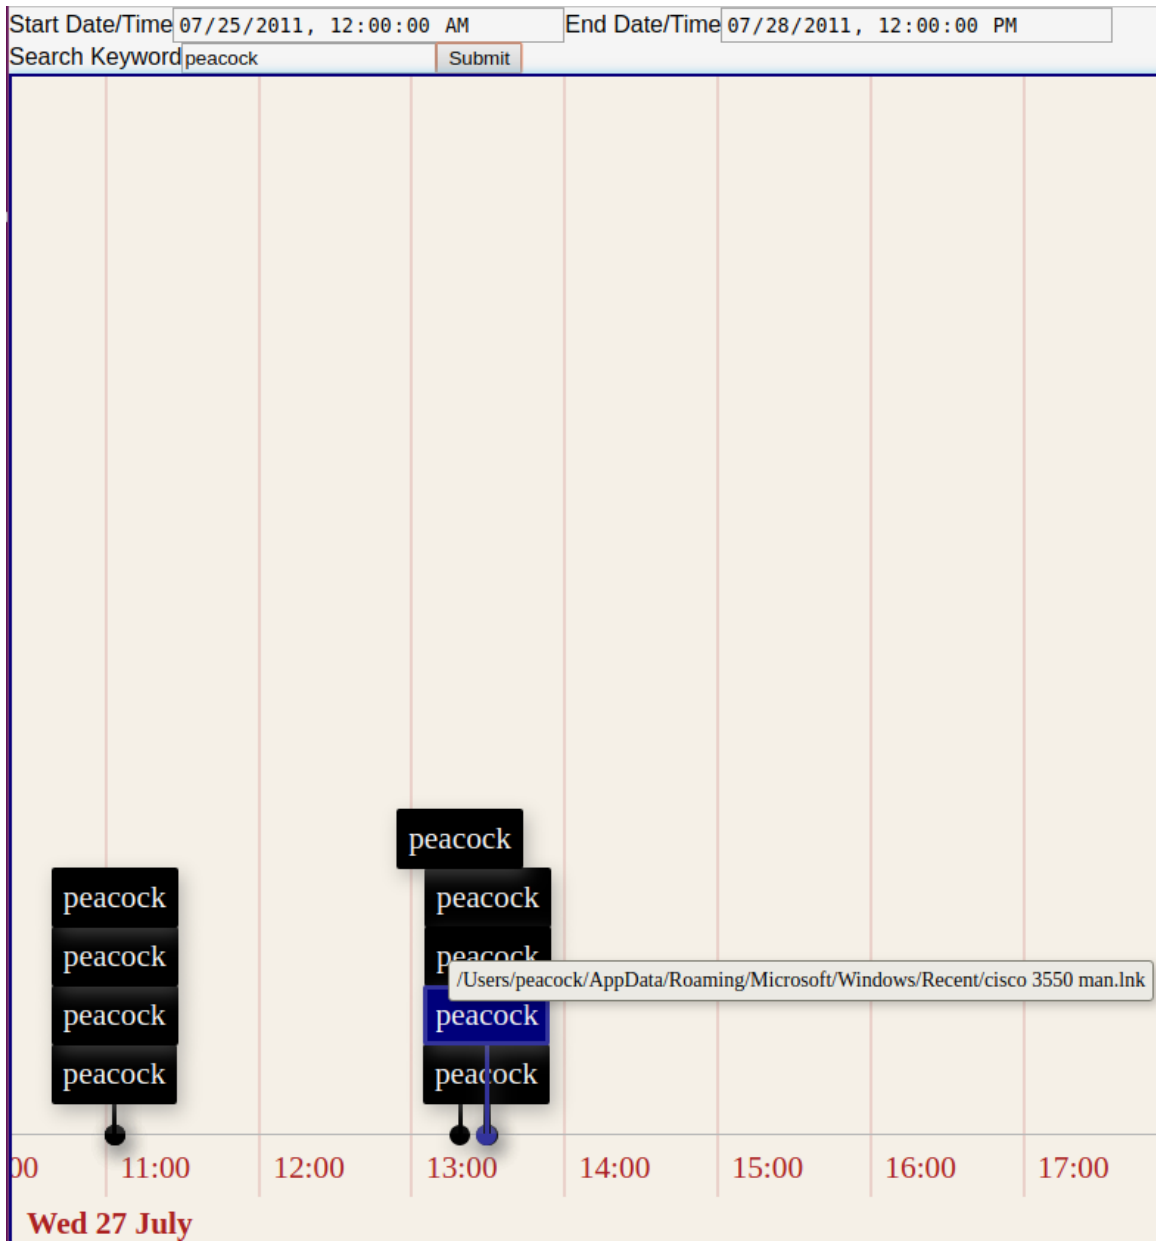 Start Date/Time 07/25/2011, 12:00:00 AM End Date/Time 07/28/2011, 12:00:00 PM
Search Keyword peacock Submit
peacock
peacock peacock
peacock peacock
/Users/peacock/AppData/Roaming/Microsoft/Windows/Recent/cisco 3550 man.lnk
peacock peacock
peacock peacock
00 11:00 12:00 13:00 14:00 15:00 16:00 17:00
Wed 27 July